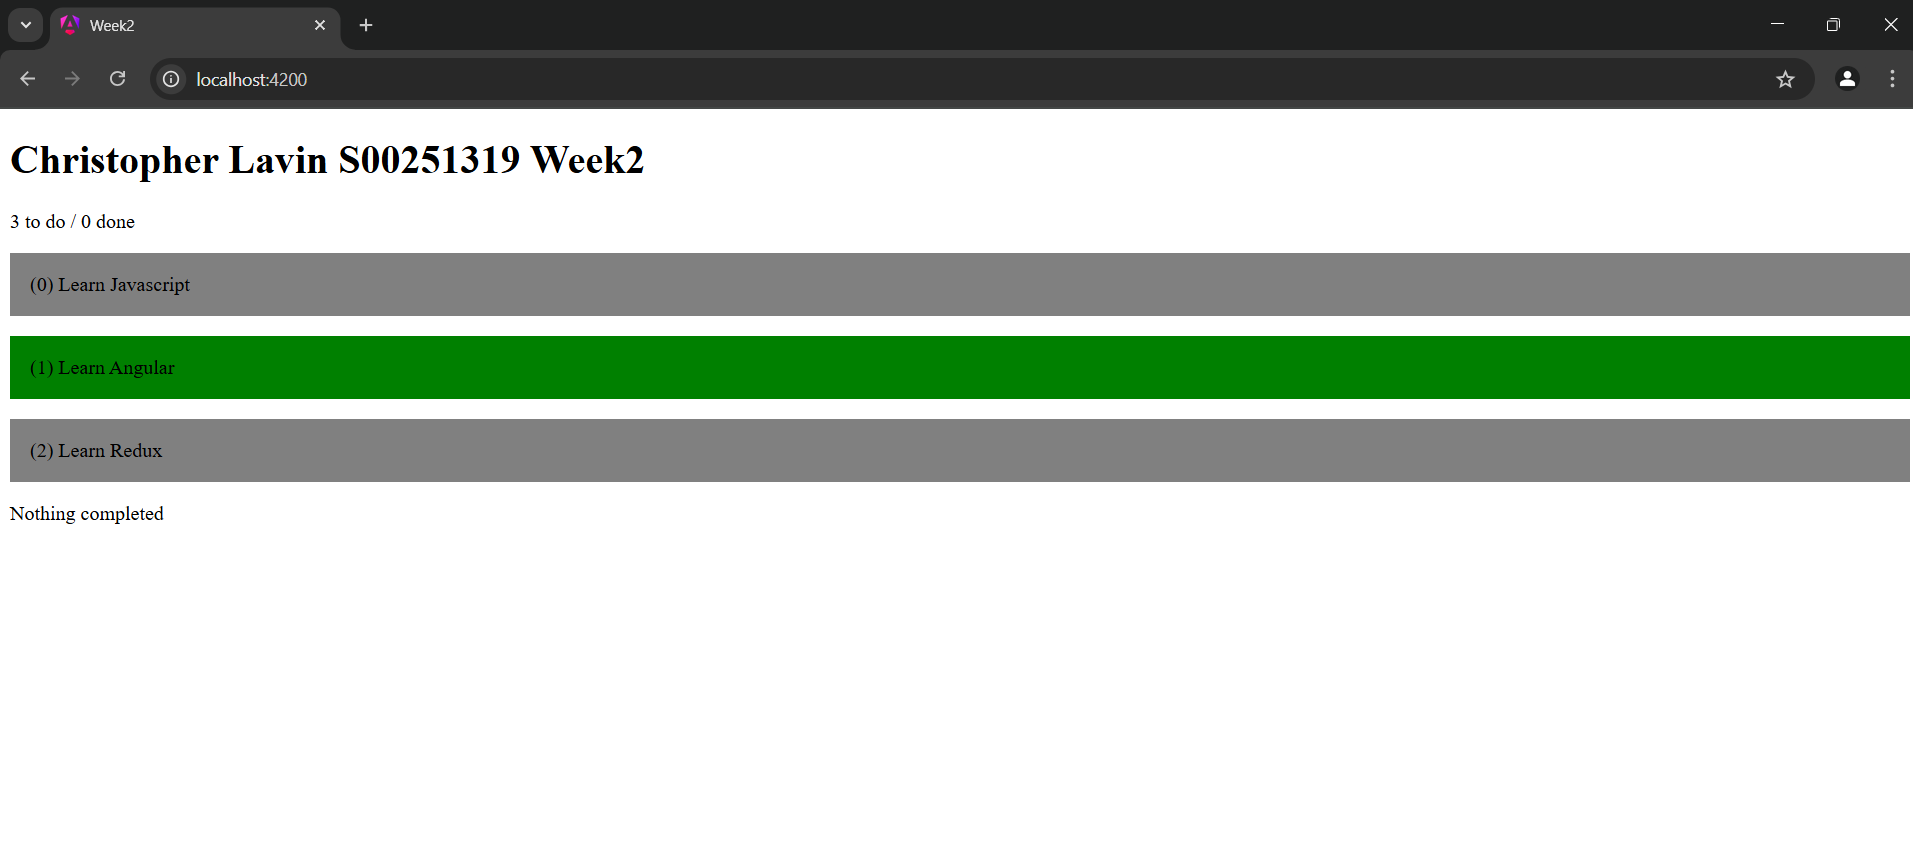 Week2
localhost:4200
Christopher Lavin S00251319 Week2
3 to do / 0 done
(0) Learn Javascript
(1) Learn Angular
(2) Learn Redux
Nothing completed